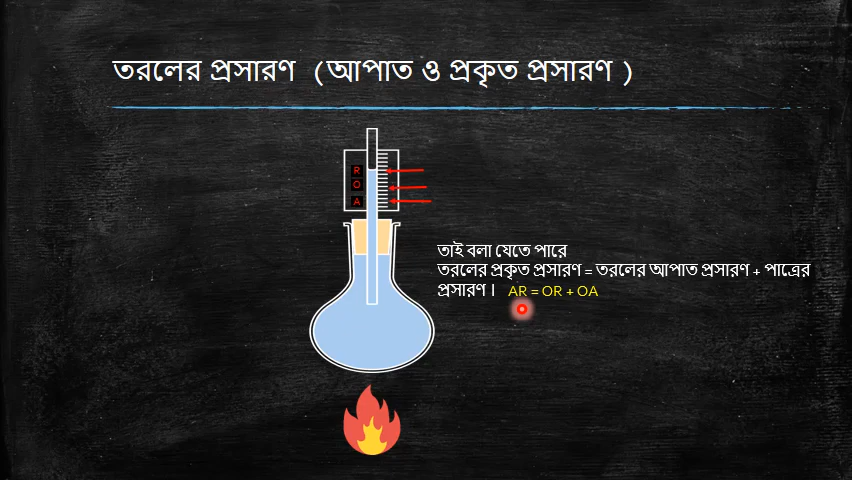 তরলের প্রসারণ (আপাত ও প্রকৃত প্রসারণ )
R
O
A
তাই বলা যেতে পারে
তরলের প্রকৃত প্রসারণ = তরলের আপাত প্রসারণ + পাত্রের
প্রসারণ । AR = OR + OA